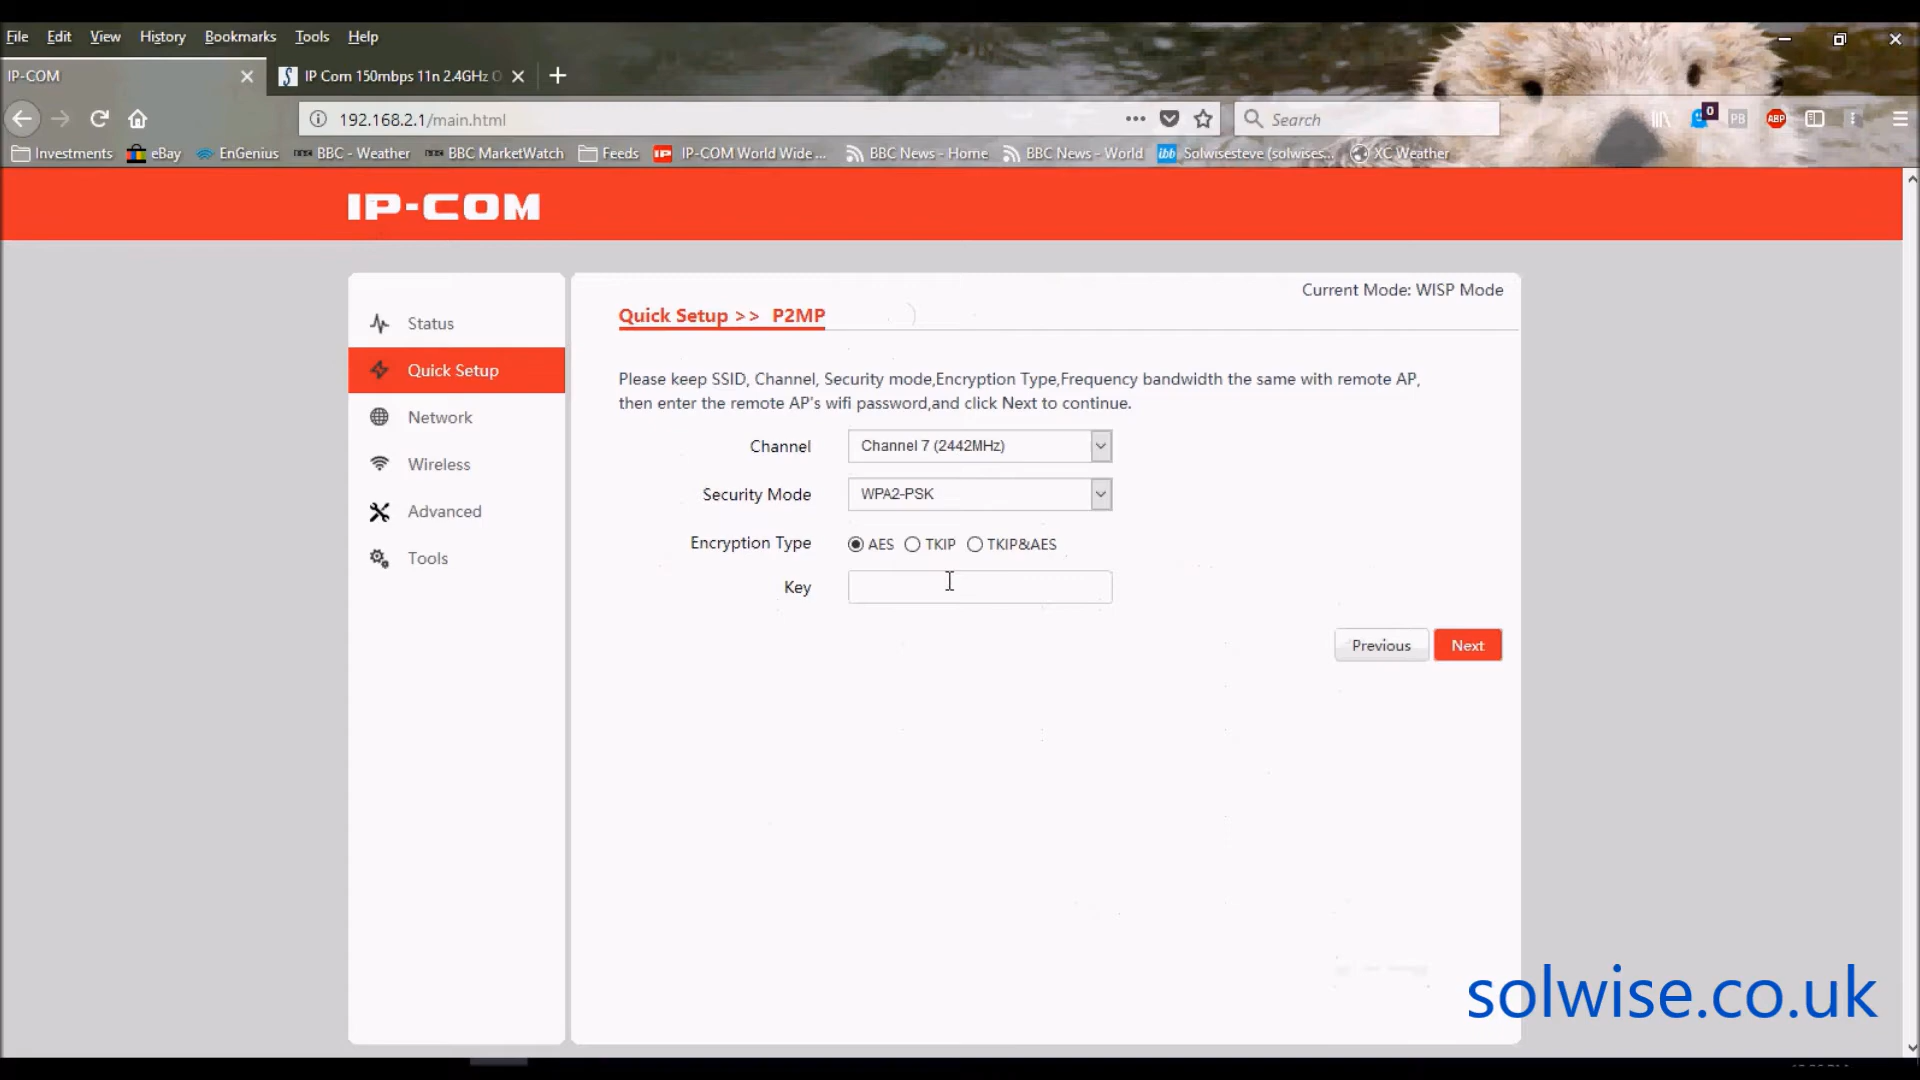 File Edit View History Bookmarks Tools Help
IP-COM
IP Com 150mbps 11n 2.4GHz O
192.168.2.1/main.html
Search
0
PB
ABP
Investments eBay EnGenius BBC - Weather BBC MarketWatch Feeds IP IP-COM World Wide ... BBC News - Home BBC News - World ibb Solwisesteve (solwises... XC Weather
IP-COM
Current Mode: WISP Mode
Status
Quick Setup
Network
Wireless
Advanced
Tools
Quick Setup >> P2MP
Please keep SSID, Channel, Security mode,Encryption Type,Frequency bandwidth the same with remote AP,
then enter the remote AP's wifi password,and click Next to continue.
Channel Channel 7 (2442MHz)
Security Mode WPA2-PSK
Encryption Type AES TKIP TKIP&AES
Key
Previous Next
solwise.co.uk